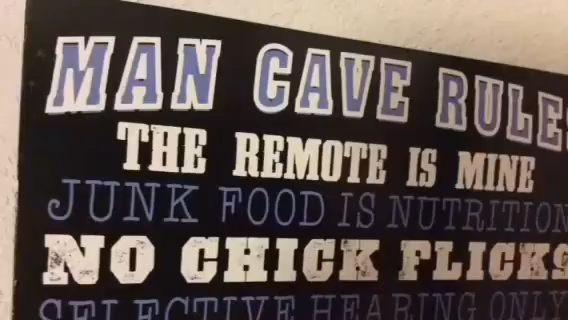 MAN CAVE RULES
THE REMOTE IS MINE
JUNK FOOD IS NUTRITION
NO CHICK FLICKS
SELECTIVE HEARING ONLY